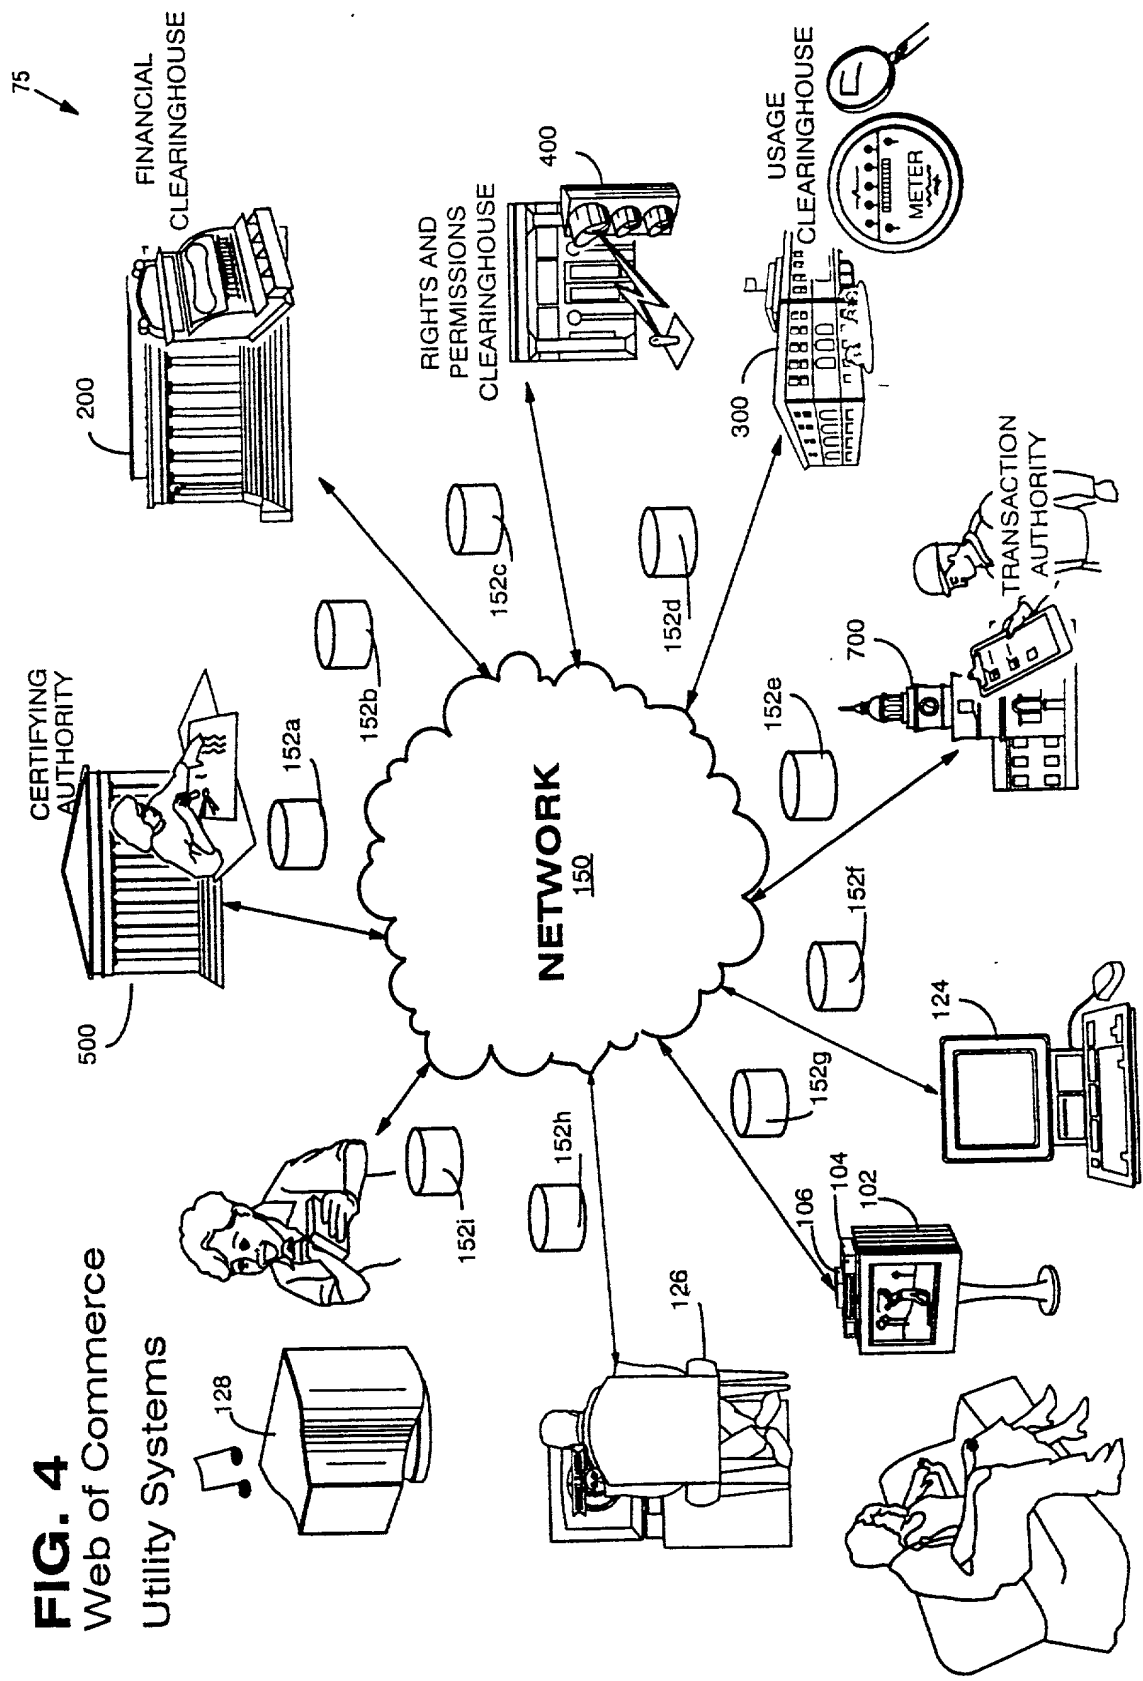 FIG. 4
Web of Commerce
Utility Systems
75
CERTIFYING
AUTHORITY
500
FINANCIAL
CLEARINGHOUSE
200
RIGHTS AND
PERMISSIONS
CLEARINGHOUSE
400
USAGE
CLEARINGHOUSE
300
METER
TRANSACTION
AUTHORITY
700
NETWORK
150
152a
152b
152c
152d
152e
152f
152g
152h
152i
128
126
124
106
104
102